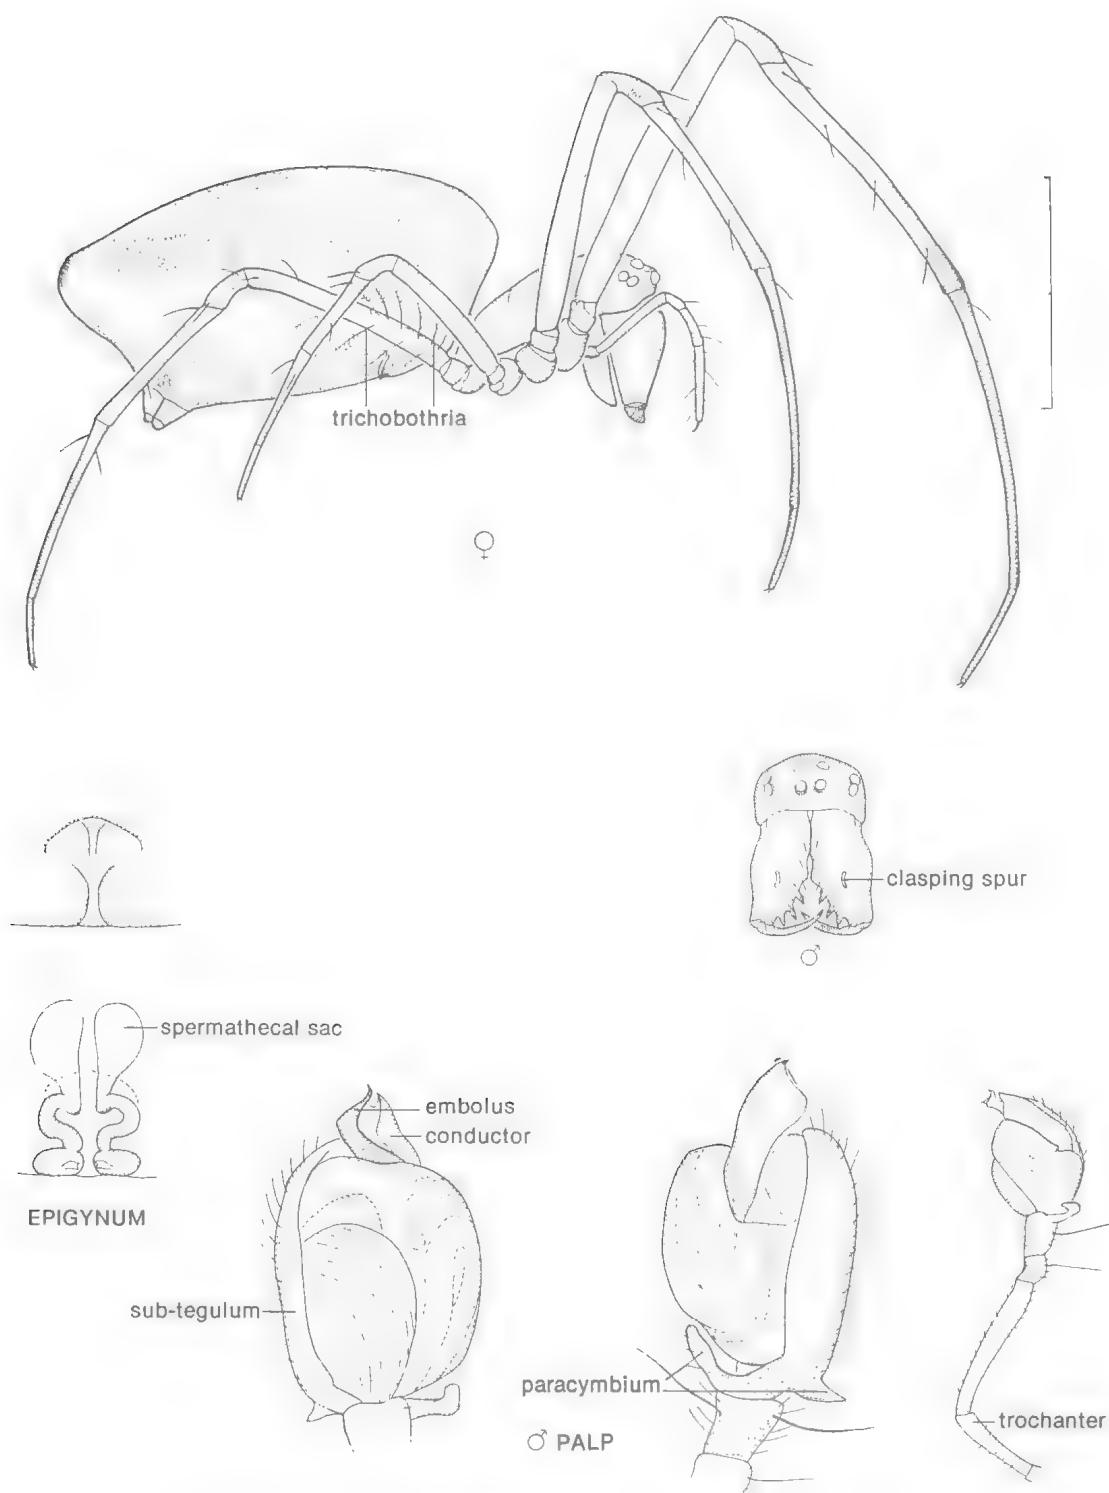 trichobothria
♀
clasping spur
♂
spermathecal sac
embolus
conductor
EPIGYNUM
sub-tegulum
paracymbium
♂ PALP
trochanter